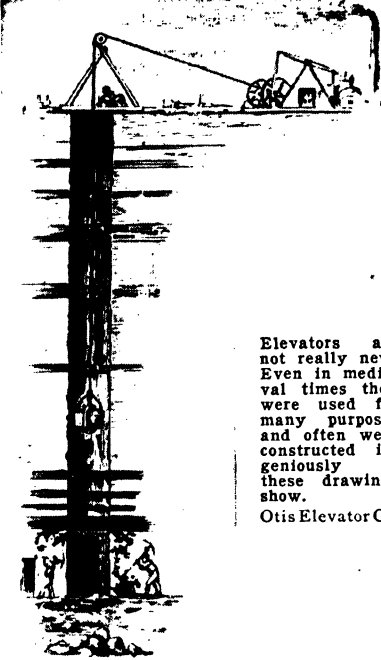 Elevators a
not really ne
Even in medi
val times the
were used f
many purpos
and often we
constructed i
geniously
these drawin
show.
Otis Elevator C